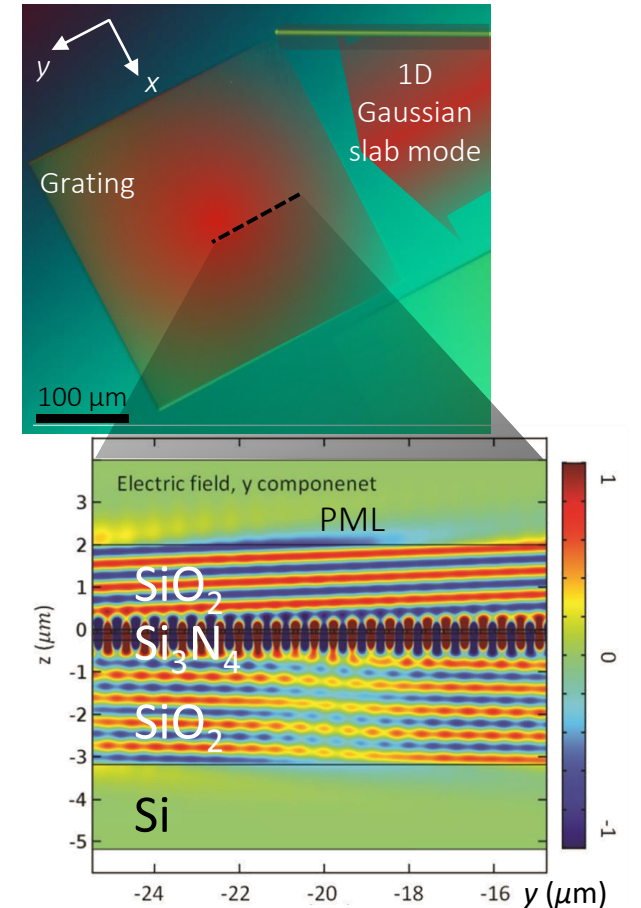 y
x
1D
Gaussian
slab mode
Grating
100 µm
Electric field, y componenet
PML
SiO₂
Si₃N₄
SiO₂
Si
z (µm)
3
2
1
0
-1
-2
-3
-4
-5
-24
-22
-20
-18
-16
y (µm)
1
0
-1